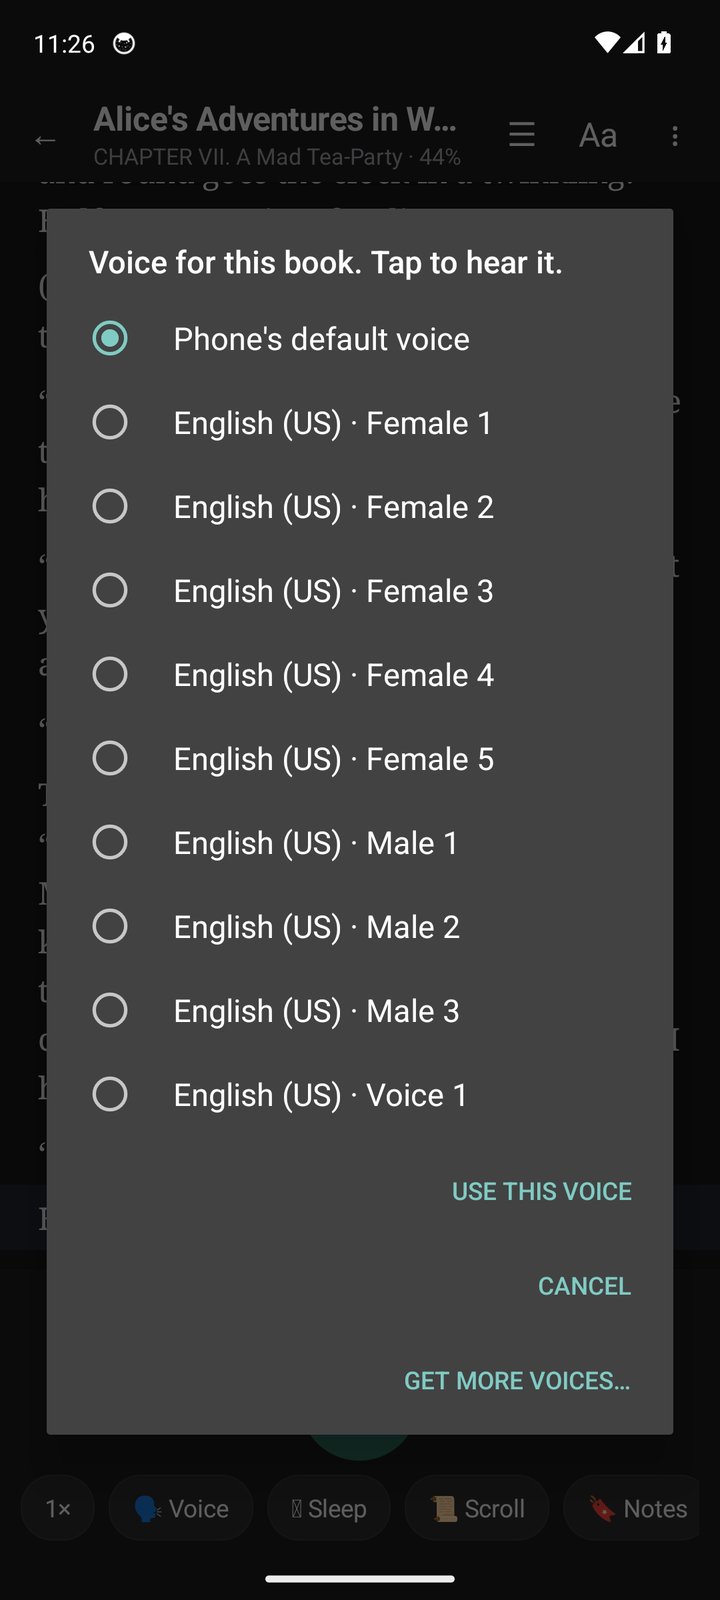 11:26
Alice's Adventures in W...
CHAPTER VII. A Mad Tea-Party · 44%
Aa
Voice for this book. Tap to hear it.
Phone's default voice
English (US) · Female 1
English (US) · Female 2
English (US) · Female 3
English (US) · Female 4
English (US) · Female 5
English (US) · Male 1
English (US) · Male 2
English (US) · Male 3
English (US) · Voice 1
USE THIS VOICE
CANCEL
GET MORE VOICES...
1×
Voice
Sleep
Scroll
Notes